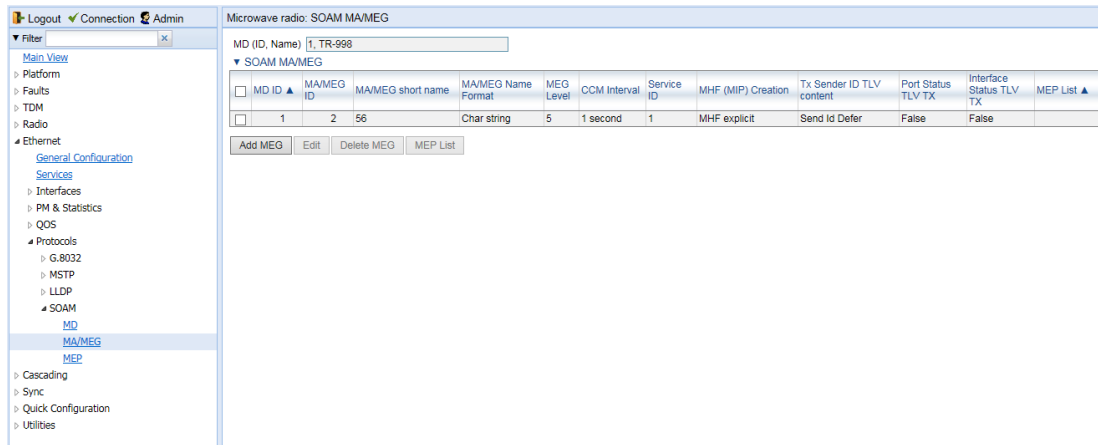 Logout Connection Admin
Filter
Main View
Platform
Faults
TDM
Radio
Ethernet
General Configuration
Services
Interfaces
PM & Statistics
QOS
Protocols
G.8032
MSTP
LLDP
SOAM
MD
MA/MEG
MEP
Cascading
Sync
Quick Configuration
Utilities
Microwave radio: SOAM MA/MEG
MD (ID, Name) 1, TR-998
SOAM MA/MEG
MD ID MA/MEG ID MA/MEG short name MA/MEG Name Format MEG Level CCM Interval Service ID MHF (MIP) Creation Tx Sender ID TLV content Port Status TLV TX Interface Status TLV TX MEP List
1 2 56 Char string 5 1 second 1 MHF explicit Send Id Defer False False
Add MEG Edit Delete MEG MEP List